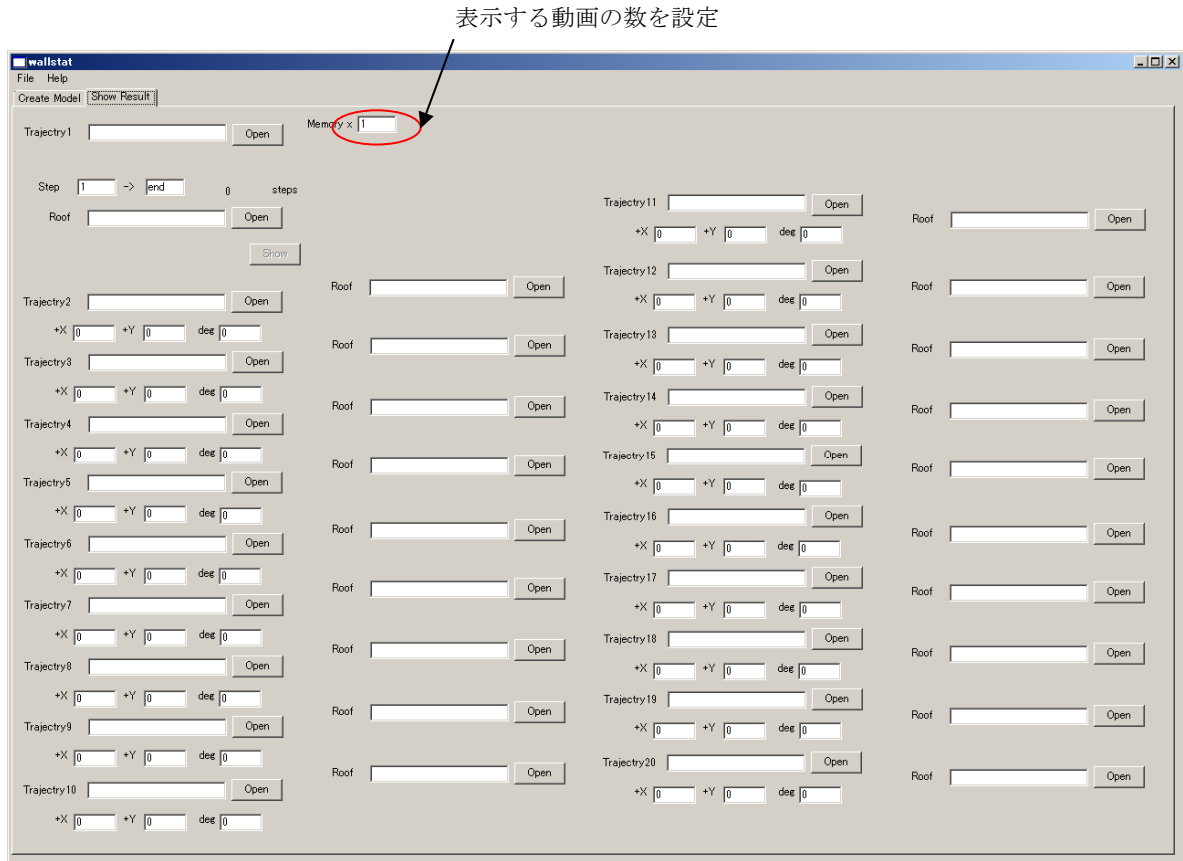 表示する動画の数を設定
wallstat
File Help
Create Model Show Result
Trajectry1 Open Memory x 1
Step 1 -> end 0 steps
Roof Open
Show
Trajectry2 Open
+X 0 +Y 0 deg 0
Trajectry3 Open
+X 0 +Y 0 deg 0
Trajectry4 Open
+X 0 +Y 0 deg 0
Trajectry5 Open
+X 0 +Y 0 deg 0
Trajectry6 Open
+X 0 +Y 0 deg 0
Trajectry7 Open
+X 0 +Y 0 deg 0
Trajectry8 Open
+X 0 +Y 0 deg 0
Trajectry9 Open
+X 0 +Y 0 deg 0
Trajectry10 Open
+X 0 +Y 0 deg 0
Roof Open
Roof Open
Roof Open
Roof Open
Roof Open
Roof Open
Roof Open
Roof Open
Roof Open
Trajectry11 Open
+X 0 +Y 0 deg 0
Trajectry12 Open
+X 0 +Y 0 deg 0
Trajectry13 Open
+X 0 +Y 0 deg 0
Trajectry14 Open
+X 0 +Y 0 deg 0
Trajectry15 Open
+X 0 +Y 0 deg 0
Trajectry16 Open
+X 0 +Y 0 deg 0
Trajectry17 Open
+X 0 +Y 0 deg 0
Trajectry18 Open
+X 0 +Y 0 deg 0
Trajectry19 Open
+X 0 +Y 0 deg 0
Trajectry20 Open
+X 0 +Y 0 deg 0
Roof Open
Roof Open
Roof Open
Roof Open
Roof Open
Roof Open
Roof Open
Roof Open
Roof Open
Roof Open